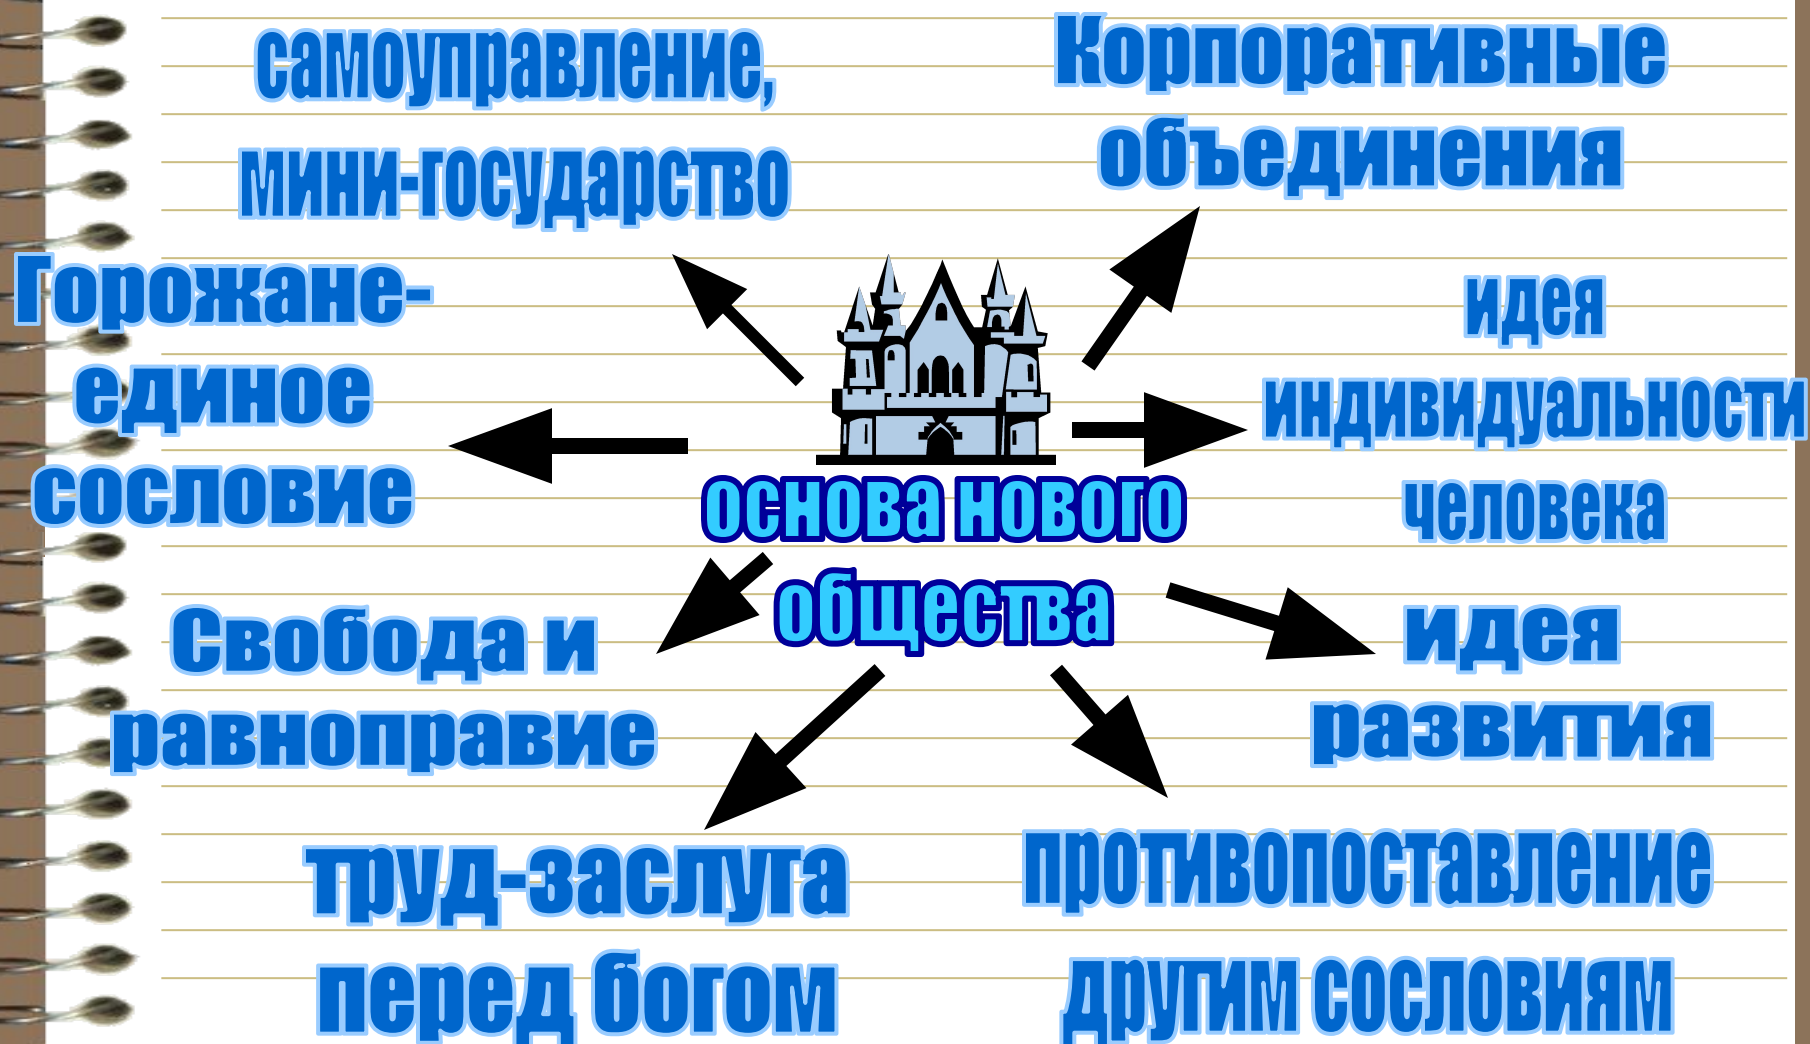 самоуправление,
мини-государство
Корпоративные
объединения
Горожане-
единое
сословие
идея
индивидуальности
человека
основа нового
общества
Свобода и
равноправие
идея
развития
труд-заслуга
перед богом
противопоставление
другим сословиям